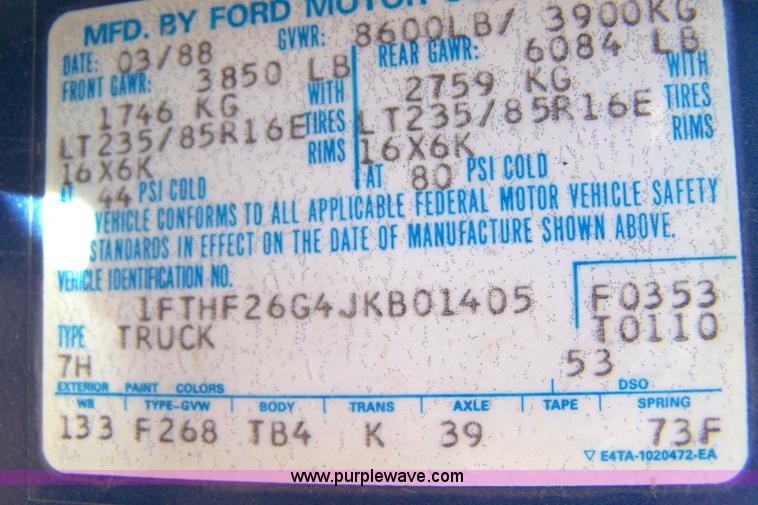 MFD. BY FORD MOTOR
DATE: 03/88 GVWR: 8600LB/ 3900KG
FRONT GAWR: 3850 LB REAR GAWR: 6084 LB
1746 KG WITH 2759 KG WITH
LT235/85R16E TIRES LT235/85R16E TIRES
16X6K RIMS 16X6K RIMS
AT 44 PSI COLD AT 80 PSI COLD
VEHICLE CONFORMS TO ALL APPLICABLE FEDERAL MOTOR VEHICLE SAFETY
STANDARDS IN EFFECT ON THE DATE OF MANUFACTURE SHOWN ABOVE.
VEHICLE IDENTIFICATION NO.
1FTHF26G4JKB01405 F0353
TYPE TRUCK T0110
7H 53
EXTERIOR PAINT COLORS DSO
WB TYPE-GVW BODY TRANS AXLE TAPE SPRING
133 F268 TB4 K 39 73F
▽ E4TA-1020472-EA
www.purplewave.com